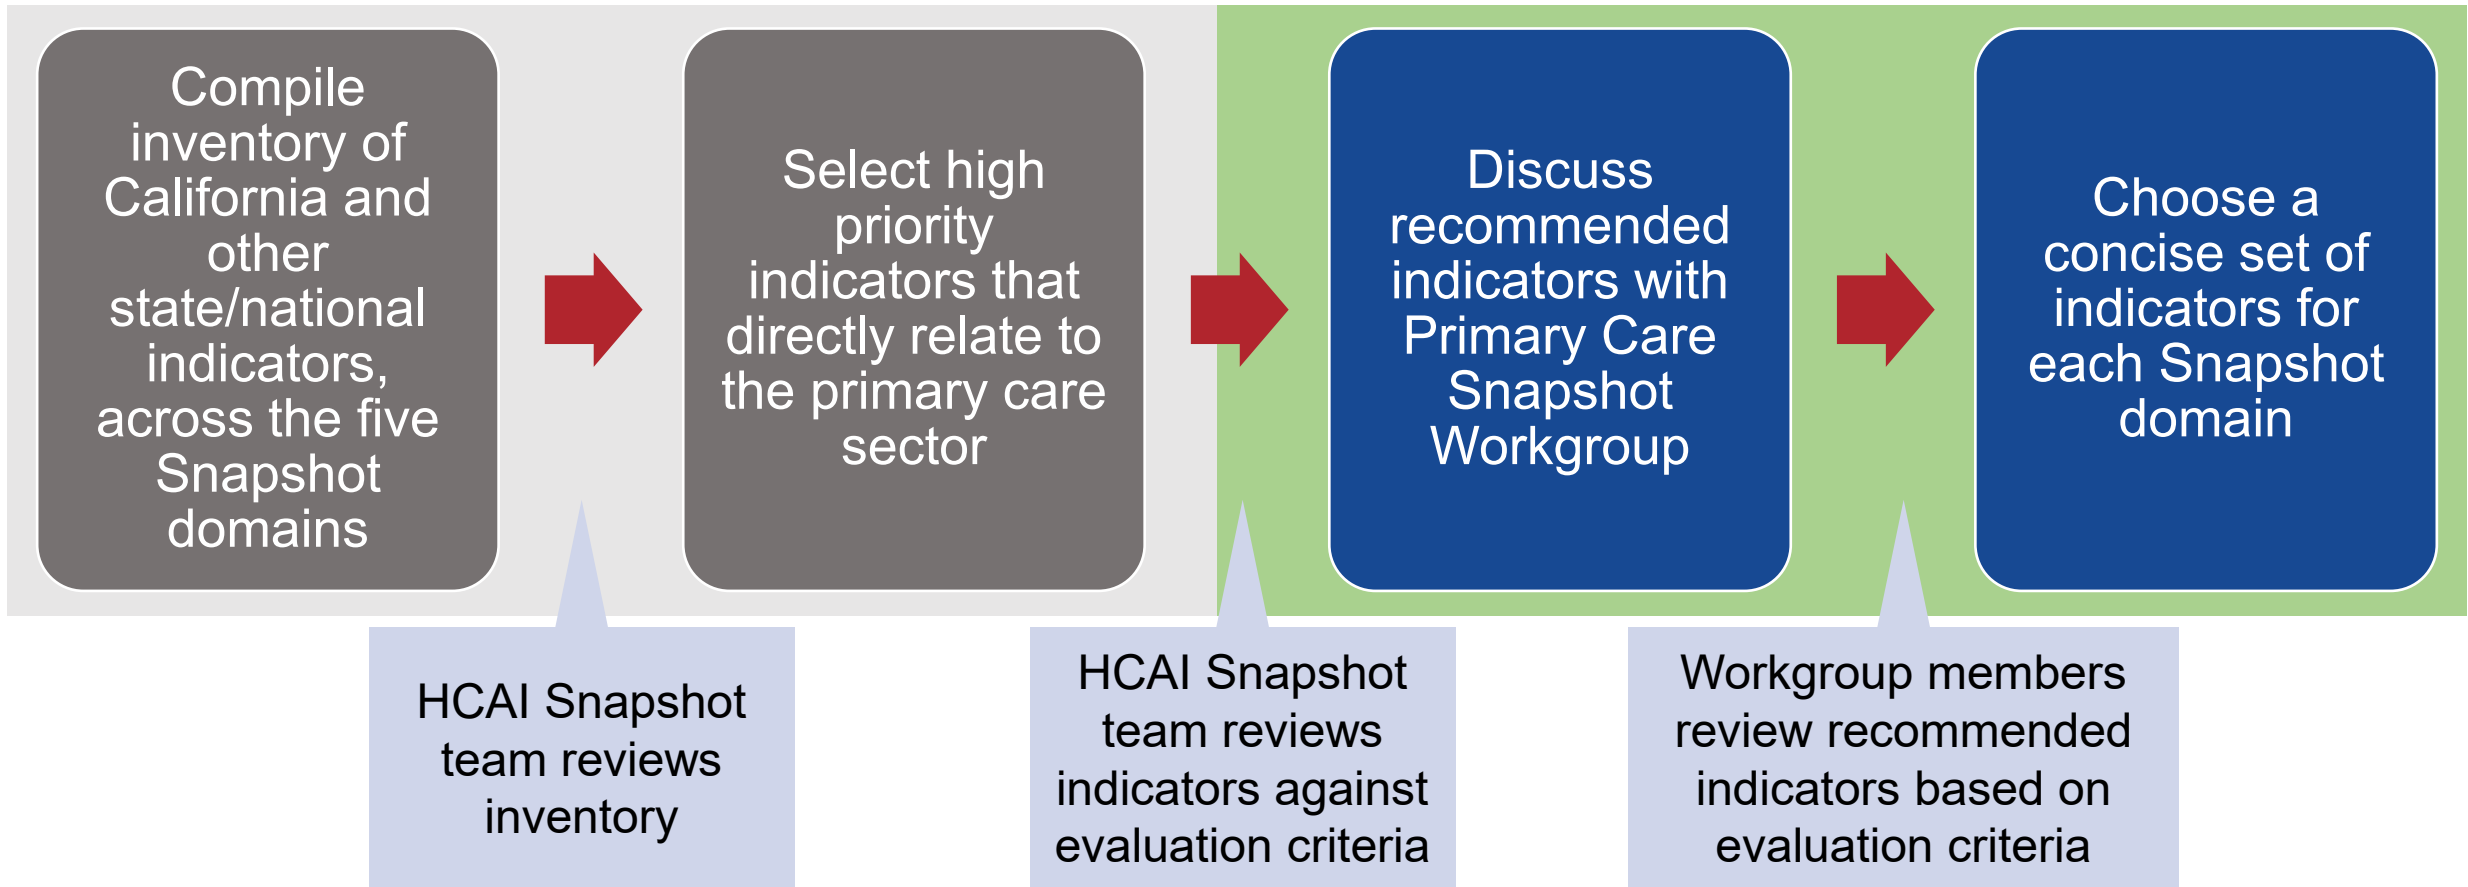 Compile
inventory of
California and
other
state/national
indicators,
across the five
Snapshot
domains
Select high
priority
indicators that
directly relate to
the primary care
sector
Discuss
recommended
indicators with
Primary Care
Snapshot
Workgroup
Choose a
concise set of
indicators for
each Snapshot
domain
HCAI Snapshot
team reviews
inventory
HCAI Snapshot
team reviews
indicators against
evaluation criteria
Workgroup members
review recommended
indicators based on
evaluation criteria